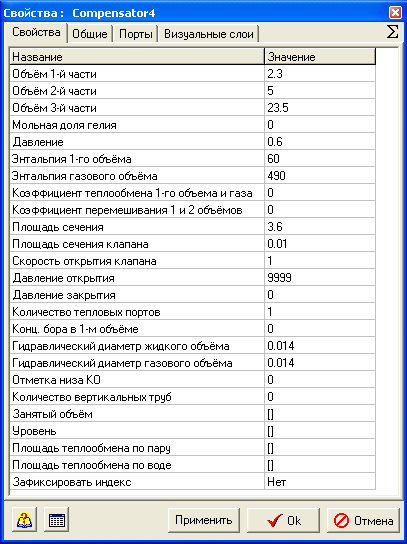 Свойства : Compensator4
Свойства Общие Порты Визуальные слои Σ
Название Значение
Объём 1-й части 2.3
Объём 2-й части 5
Объём 3-й части 23.5
Мольная доля гелия 0
Давление 0.6
Энтальпия 1-го объёма 60
Энтальпия газового объёма 490
Коэффициент теплообмена 1-го объема и газа 0
Коэффициент перемешивания 1 и 2 объёмов 0
Площадь сечения 3.6
Площадь сечения клапана 0.01
Скорость открытия клапана 1
Давление открытия 9999
Давление закрытия 0
Количество тепловых портов 1
Конц. бора в 1-м объёме 0
Гидравлический диаметр жидкого объёма 0.014
Гидравлический диаметр газового объёма 0.014
Отметка низа КО 0
Количество вертикальных труб 0
Занятый объём []
Уровень []
Площадь теплообмена по пару []
Площадь теплообмена по воде []
Зафиксировать индекс Нет
Применить Ok Отмена